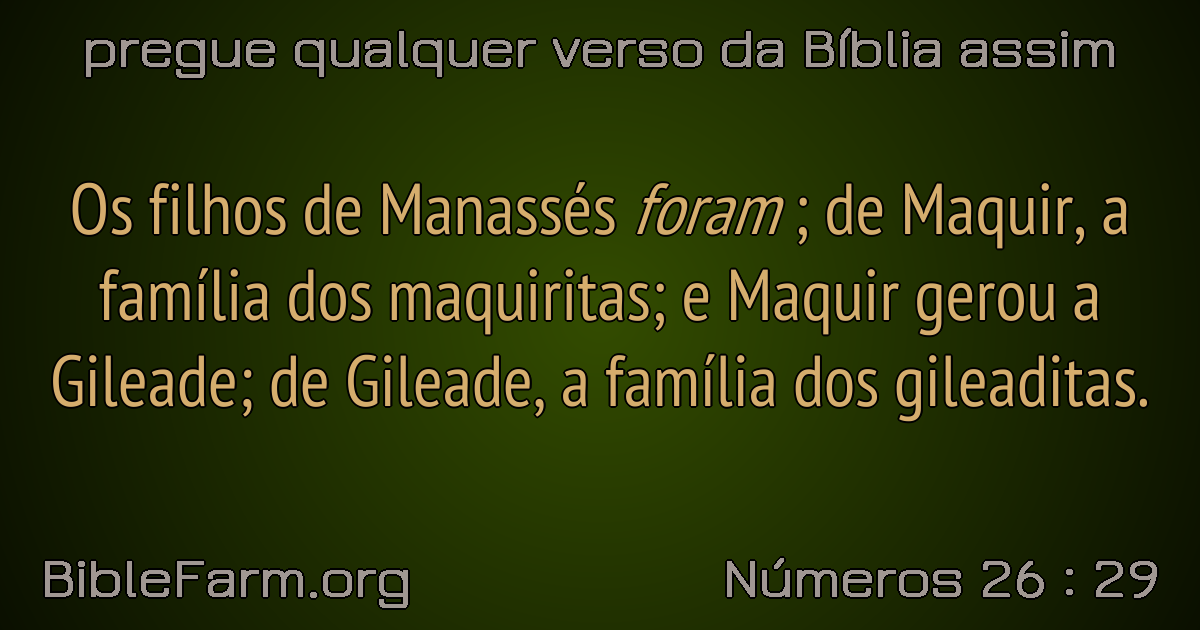 pregue qualquer verso da Bíblia assim
Os filhos de Manassés foram ; de Maquir, a
família dos maquiritas; e Maquir gerou a
Gileade; de Gileade, a família dos gileaditas.
BibleFarm.org
Números 26 : 29